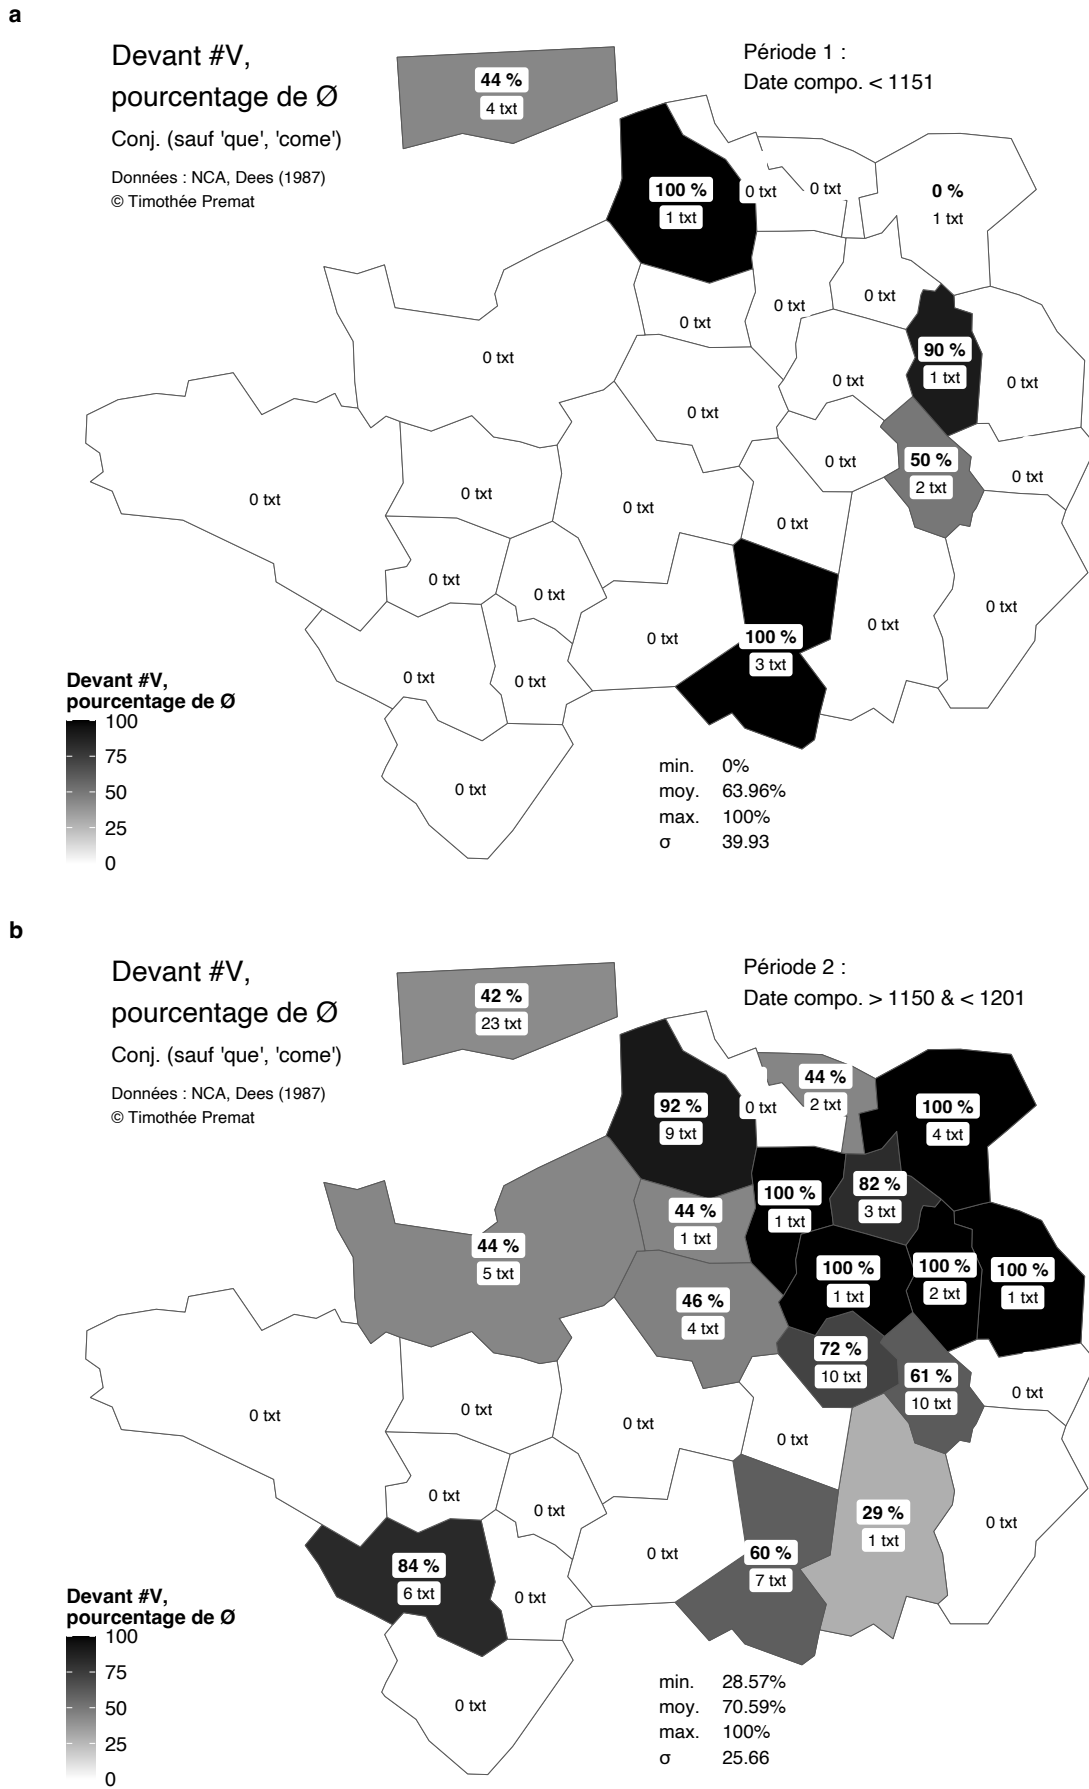 a
Devant #V,
pourcentage de Ø
Conj. (sauf 'que', 'come')
Données : NCA, Dees (1987)
© Timothée Premat
Période 1 :
Date compo. < 1151
44 %
4 txt
100 %
1 txt
0 txt
0 txt
0 %
1 txt
0 txt
0 txt
0 txt
0 txt
90 %
1 txt
0 txt
0 txt
0 txt
0 txt
50 %
2 txt
0 txt
0 txt
0 txt
0 txt
0 txt
0 txt
0 txt
0 txt
0 txt
0 txt
100 %
3 txt
0 txt
0 txt
0 txt
0 txt
Devant #V,
pourcentage de Ø
100
75
50
25
0
min. 0%
moy. 63.96%
max. 100%
σ 39.93
b
Devant #V,
pourcentage de Ø
Conj. (sauf 'que', 'come')
Données : NCA, Dees (1987)
© Timothée Premat
Période 2 :
Date compo. > 1150 & < 1201
42 %
23 txt
92 %
9 txt
0 txt
44 %
2 txt
100 %
4 txt
100 %
1 txt
82 %
3 txt
44 %
1 txt
44 %
5 txt
100 %
1 txt
100 %
2 txt
100 %
1 txt
46 %
4 txt
72 %
10 txt
61 %
10 txt
0 txt
0 txt
0 txt
0 txt
0 txt
0 txt
0 txt
29 %
1 txt
0 txt
0 txt
60 %
7 txt
84 %
6 txt
0 txt
0 txt
Devant #V,
pourcentage de Ø
100
75
50
25
0
min. 28.57%
moy. 70.59%
max. 100%
σ 25.66